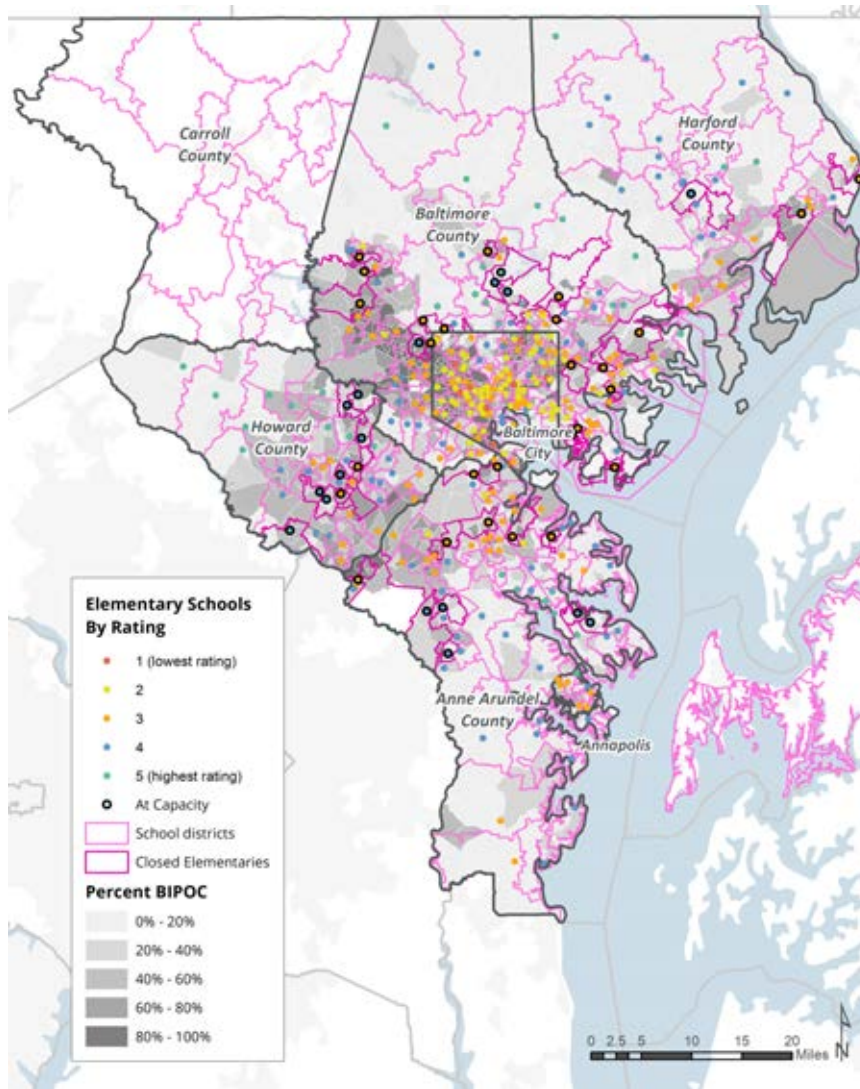 Carroll
County
Harford
County
Baltimore
County
Howard
County
Baltimore
City
Anne Arundel
County
Annapolis
Elementary Schools
By Rating
1 (lowest rating)
2
3
4
5 (highest rating)
At Capacity
School districts
Closed Elementaries
Percent BIPOC
0% - 20%
20% - 40%
40% - 60%
60% - 80%
80% - 100%
0 2.5 5 10 15 20
Miles
N